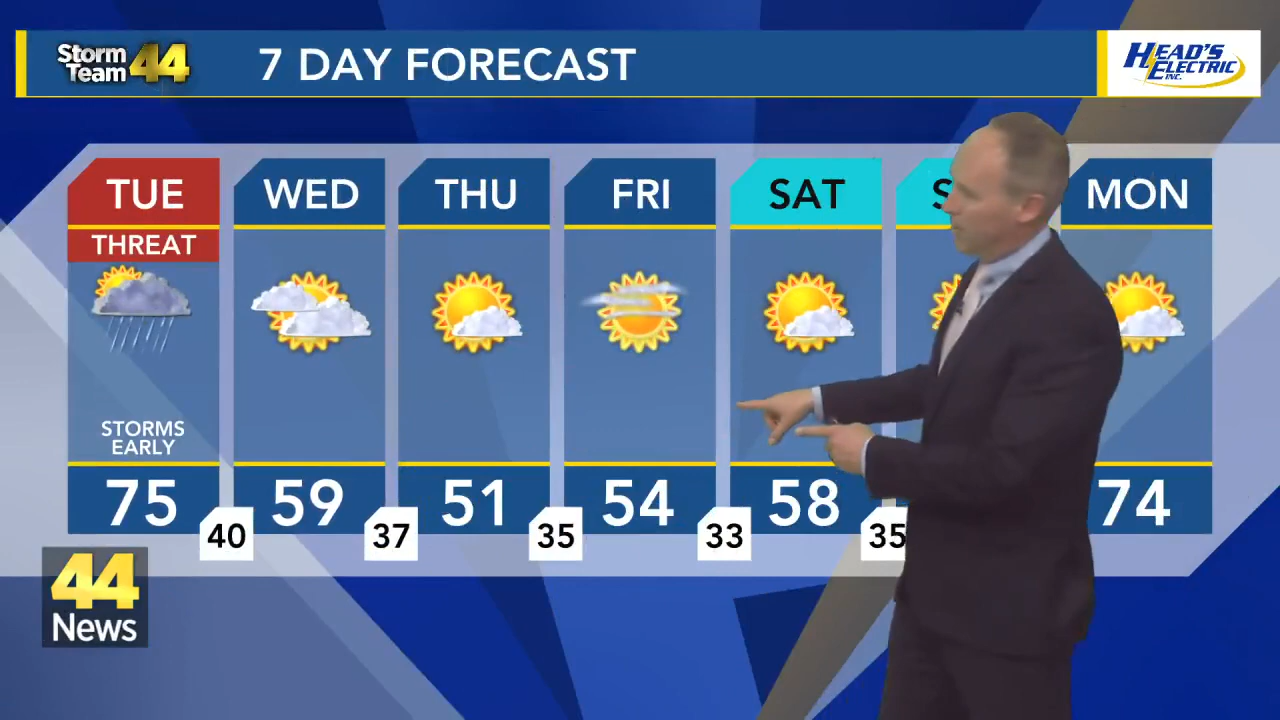 Storm
Team 44
7 DAY FORECAST
HEAD'S
ELECTRIC
INC.
TUE
WED
THU
FRI
SAT
S
MON
THREAT
STORMS
EARLY
75
59
51
54
58
74
40
37
35
33
35
44
News